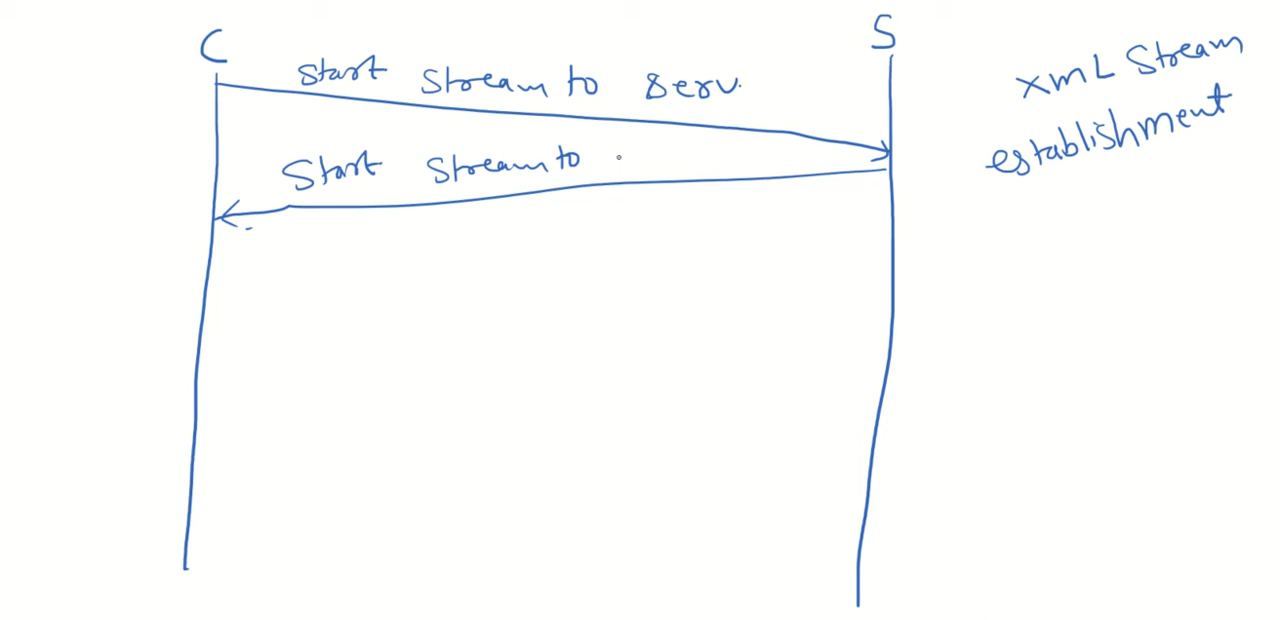 C
S
Start Stream to Serv.
XML Stream
establishment
Start Stream to